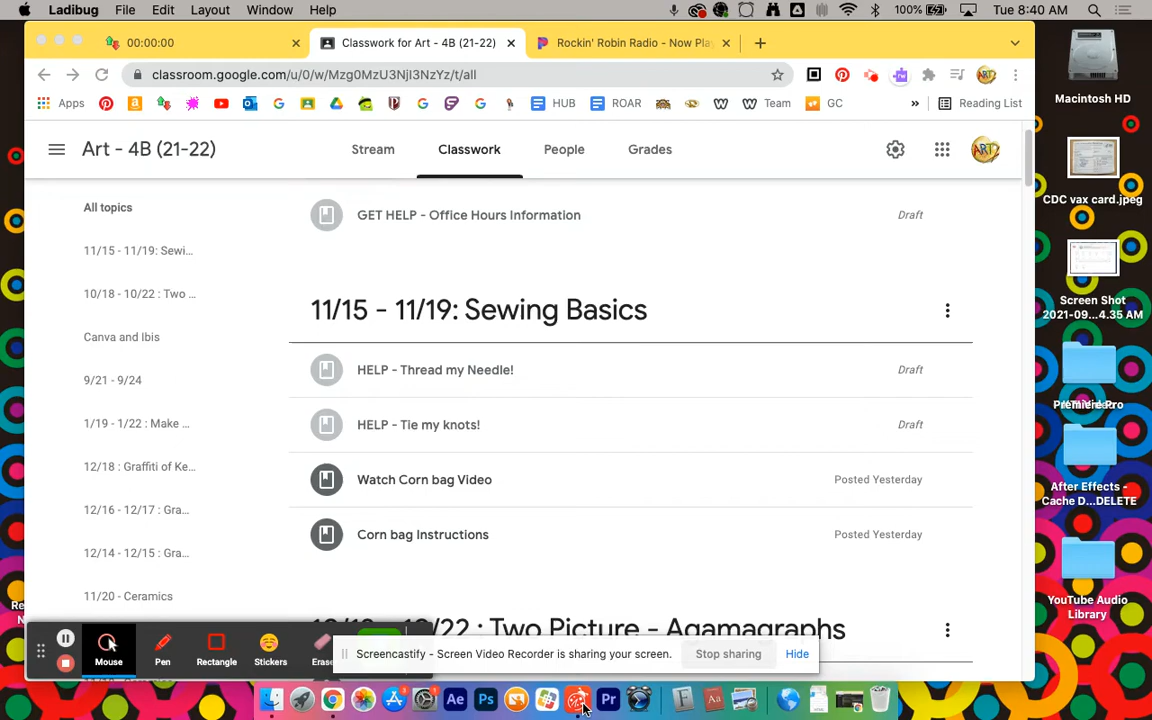 Ladibug File Edit Layout Window Help 100% Tue 8:40 AM
00:00:00 Classwork for Art - 4B (21-22) Rockin' Robin Radio - Now Play
classroom.google.com/u/0/w/Mzg0MzU3NjI3NzYz/t/all
Apps HUB ROAR Team GC » Reading List
Art - 4B (21-22) Stream Classwork People Grades
All topics
11/15 - 11/19: Sewi...
10/18 - 10/22 : Two ...
Canva and Ibis
9/21 - 9/24
1/19 - 1/22 : Make ...
12/18 : Graffiti of Ke...
12/16 - 12/17 : Gra...
12/14 - 12/15 : Gra...
11/20 - Ceramics
GET HELP - Office Hours Information Draft
11/15 - 11/19: Sewing Basics
HELP - Thread my Needle! Draft
HELP - Tie my knots! Draft
Watch Corn bag Video Posted Yesterday
Corn bag Instructions Posted Yesterday
/22 : Two Picture - Agamagraphs
Mouse Pen Rectangle Stickers Erase
Screencastify - Screen Video Recorder is sharing your screen. Stop sharing Hide
Macintosh HD
CDC vax card.jpeg
Screen Shot
2021-09...4.35 AM
Premiere Pro
After Effects -
Cache D...DELETE
YouTube Audio
Library
Ae Ps Pr